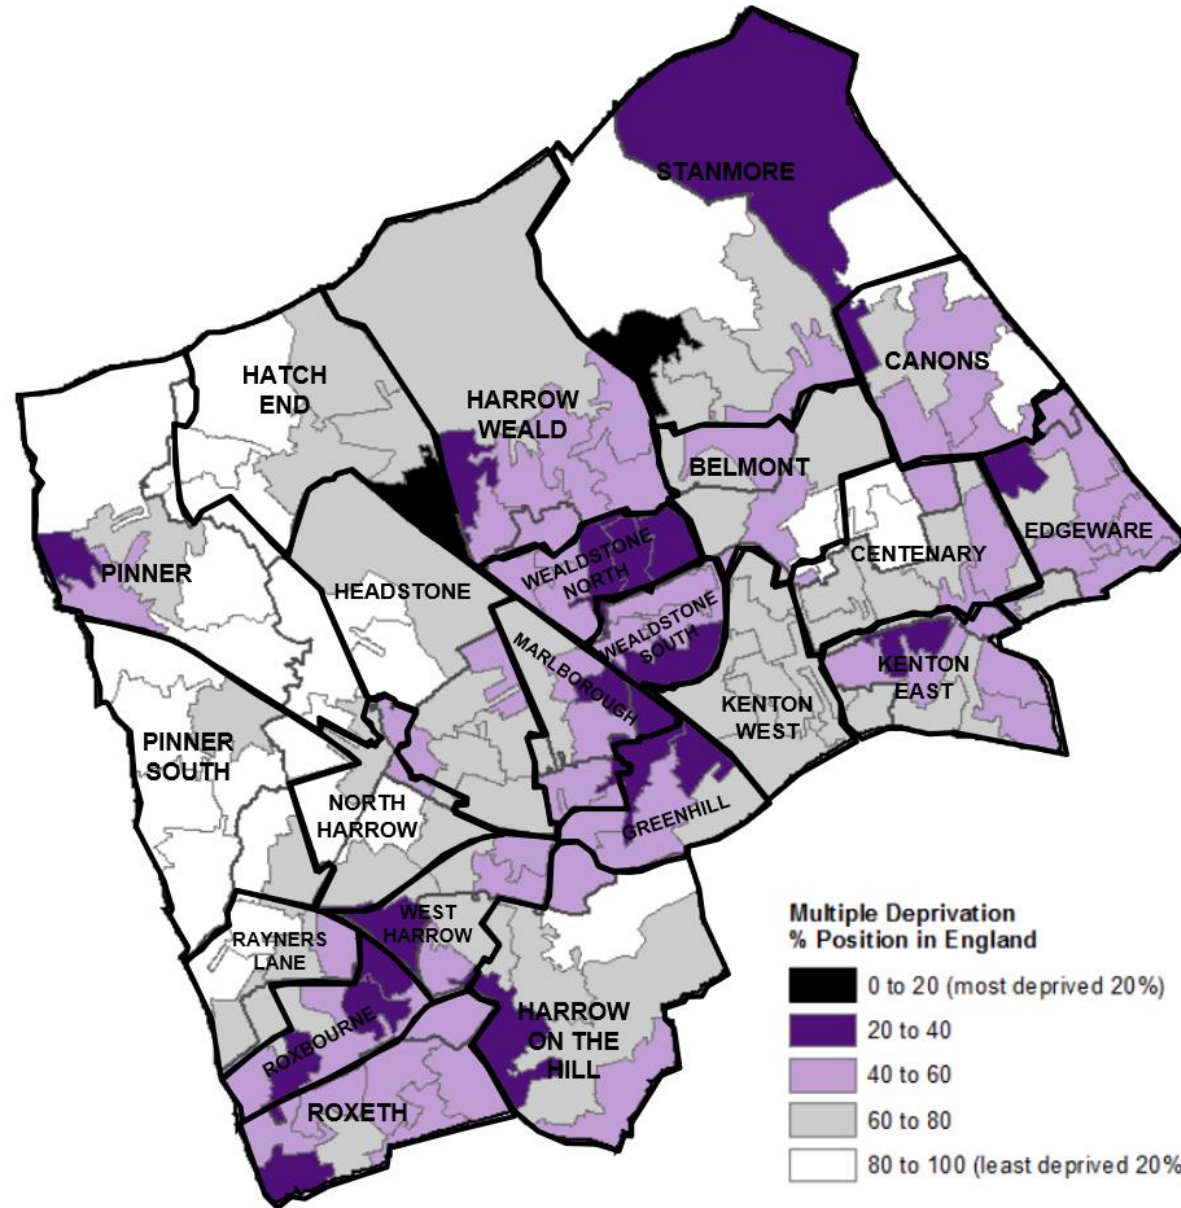 STANMORE
CANONS
HATCH
END
HARROW
WEALD
BELMONT
EDGEWARE
CENTENARY
WEALDSTONE
NORTH
PINNER
HEADSTONE
WEALDSTONE
SOUTH
MARLBOROUGH
KENTON
EAST
KENTON
WEST
PINNER
SOUTH
NORTH
HARROW
GREENHILL
WEST
HARROW
RAYNERS
LANE
HARROW
ON THE
HILL
ROXBOURNE
ROXETH
Multiple Deprivation
% Position in England
0 to 20 (most deprived 20%)
20 to 40
40 to 60
60 to 80
80 to 100 (least deprived 20%